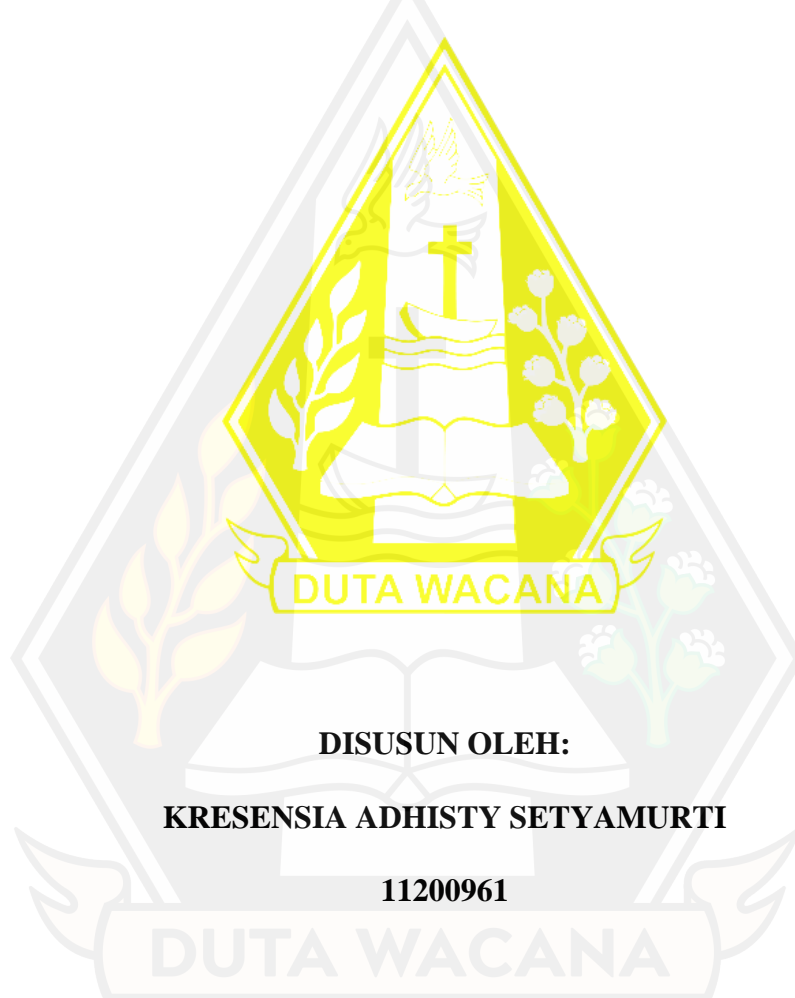 DUTA WACANA
DISUSUN OLEH:
KRESENSIA ADHISTY SETYAMURTI
11200961
DUTA WACANA